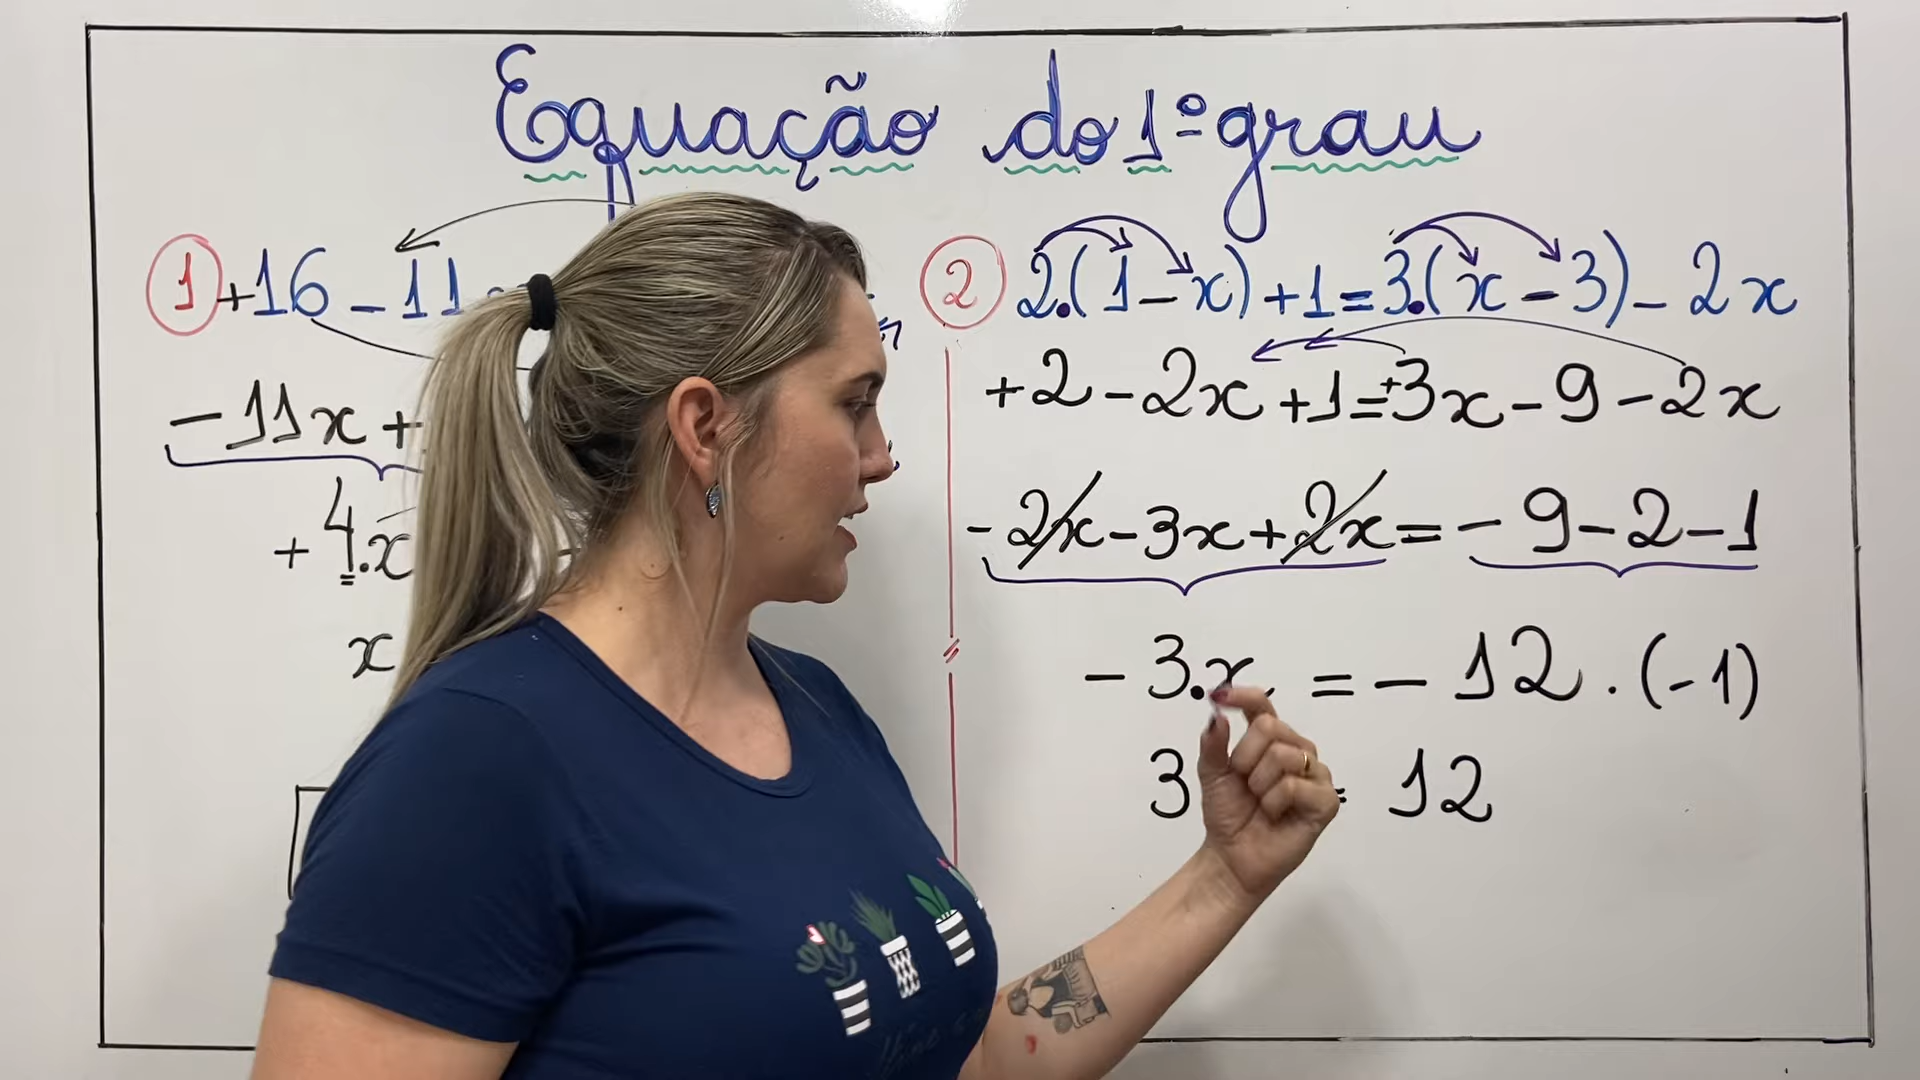 Equação do 1º grau
1 +16 - 11
- 11x +
+ 4.x
x
2 2.(1 - x) + 1 = 3.(x - 3) - 2x
+2 - 2x + 1 = +3x - 9 - 2x
- 2x - 3x + 2x = - 9 - 2 - 1
- 3.x = - 12 . (-1)
3 = 12